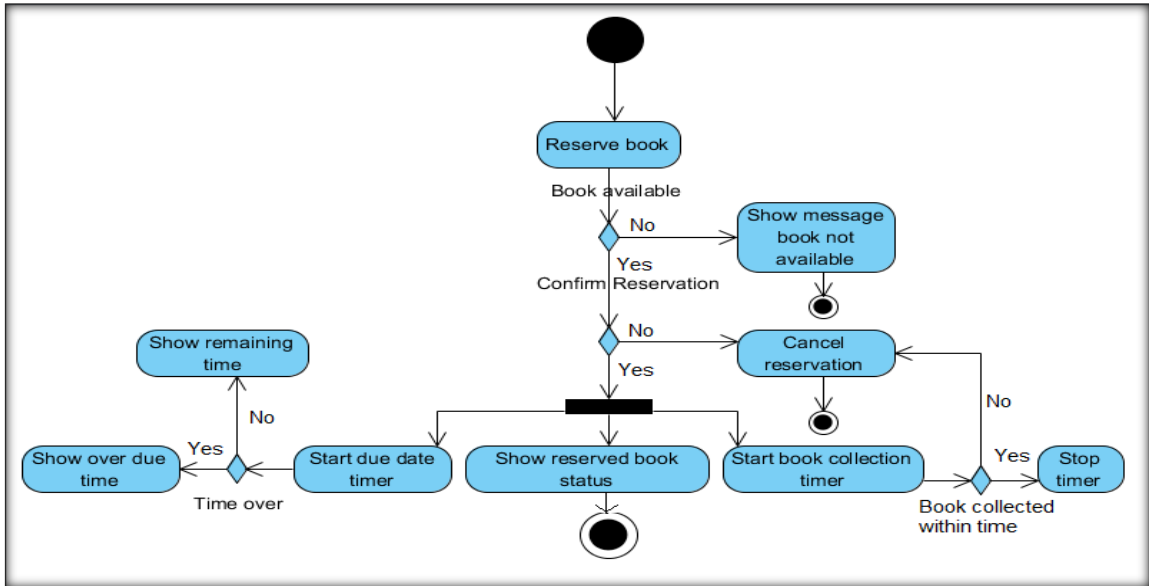 Reserve book
Book available
No
Show message
book not
available
Yes
Confirm Reservation
No
Cancel
reservation
Yes
Show remaining
time
No
No
Yes
Show over due
time
Time over
Start due date
timer
Show reserved book
status
Start book collection
timer
Yes
Book collected
within time
Stop
timer